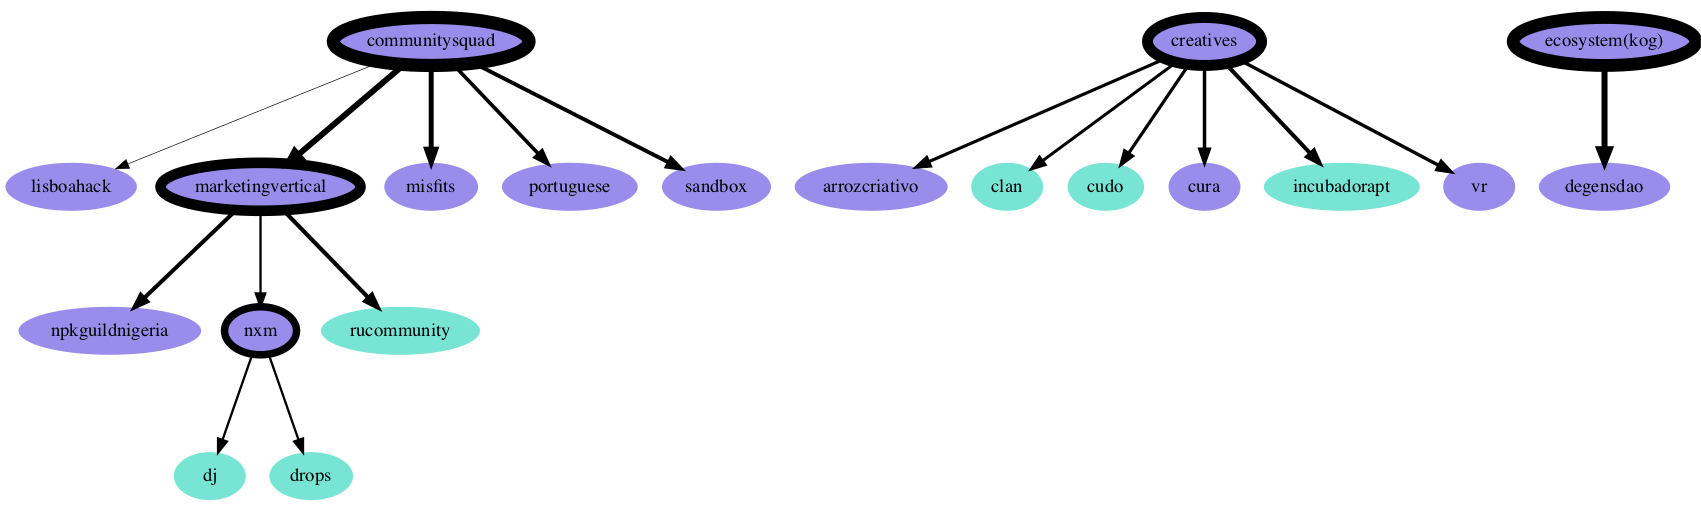 communitysquad
creatives
ecosystem(kog)
lisboahack
marketingvertical
misfits
portuguese
sandbox
arrozcriativo
clan
cudo
cura
incubadorapt
vr
degensdao
npkguildnigeria
nxm
rucommunity
dj
drops